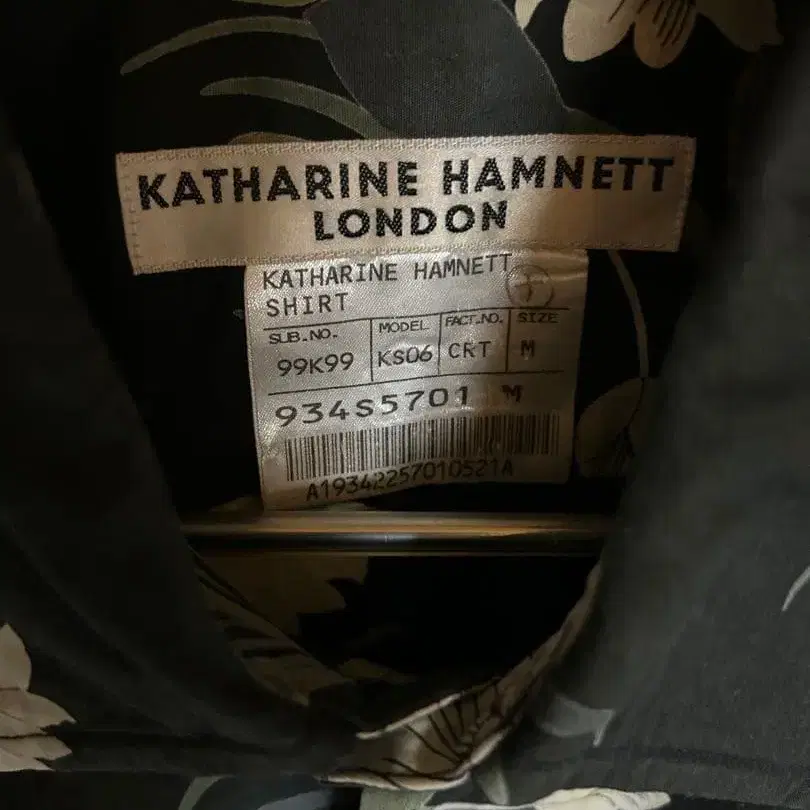 KATHARINE HAMNETT
LONDON
KATHARINE HAMNETT
SHIRT
SUB.NO. MODEL FACT.NO. SIZE
99K99 KS06 CRT M
934S5701 M
A19342257010521A